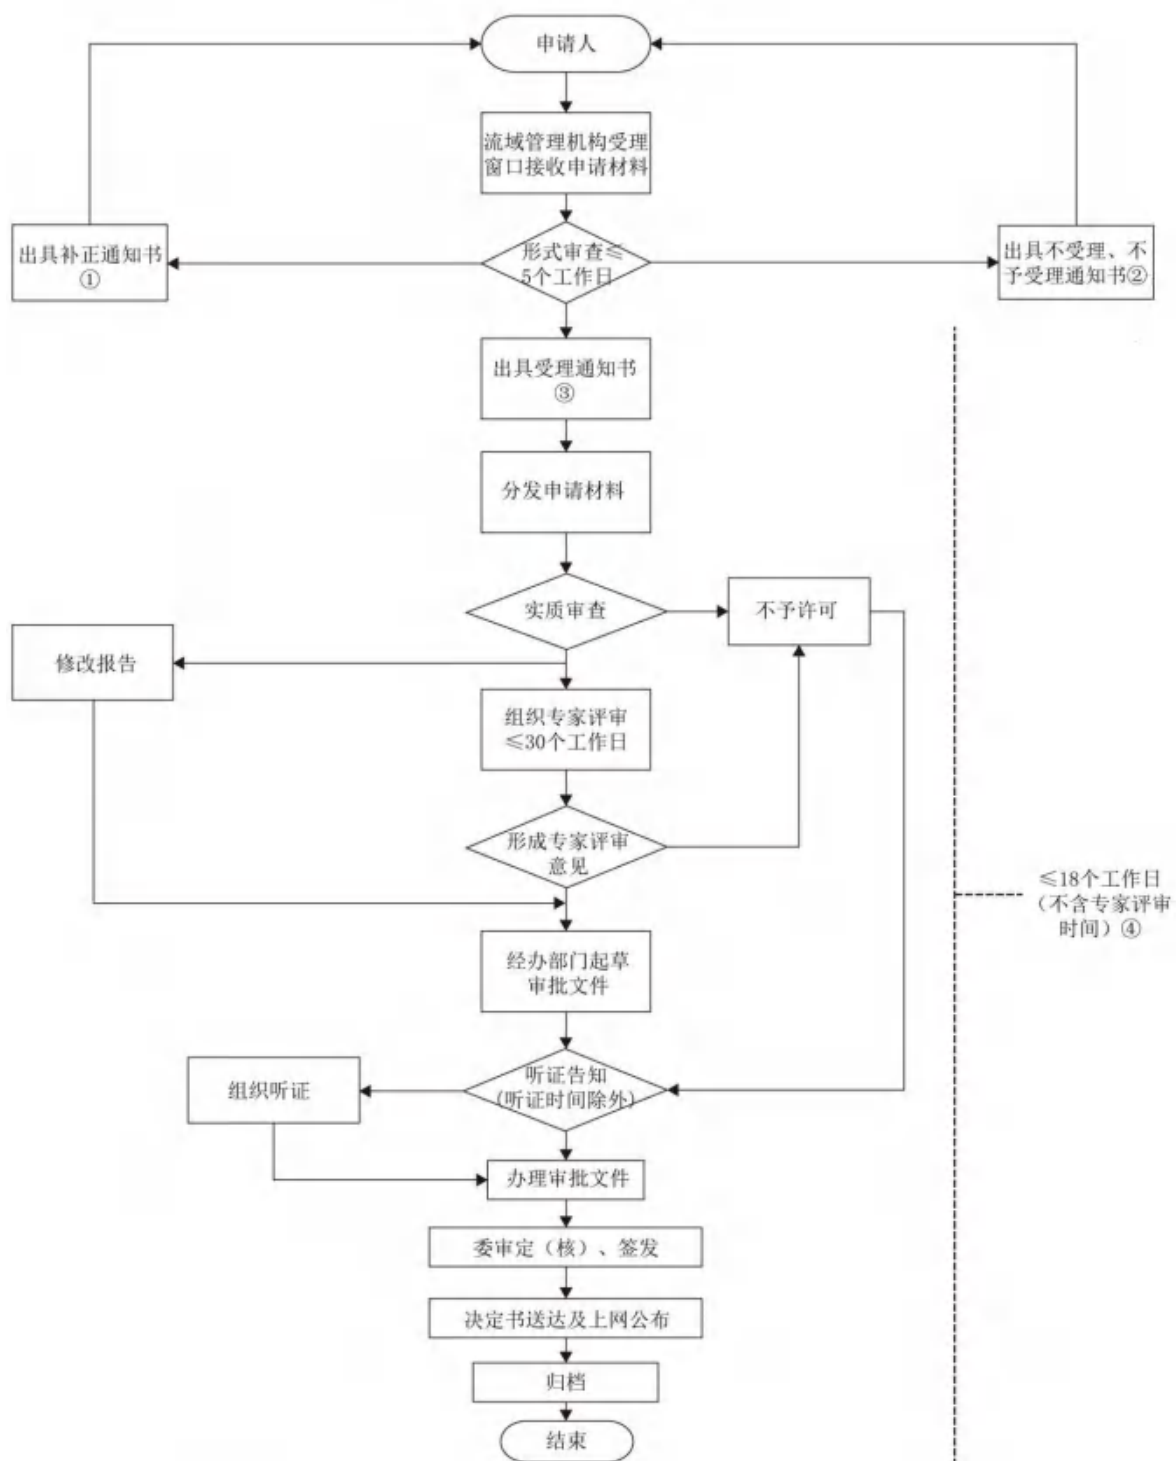 申请人
流域管理机构受理
窗口接收申请材料
出具补正通知书
①
形式审查≤
5个工作日
出具不受理、不
予受理通知书②
出具受理通知书
③
分发申请材料
实质审查
不予许可
修改报告
组织专家评审
≤30个工作日
形成专家评审
意见
≤18个工作日
（不含专家评审
时间）④
经办部门起草
审批文件
听证告知
(听证时间除外)
组织听证
办理审批文件
委审定（核）、签发
决定书送达及上网公布
归档
结束